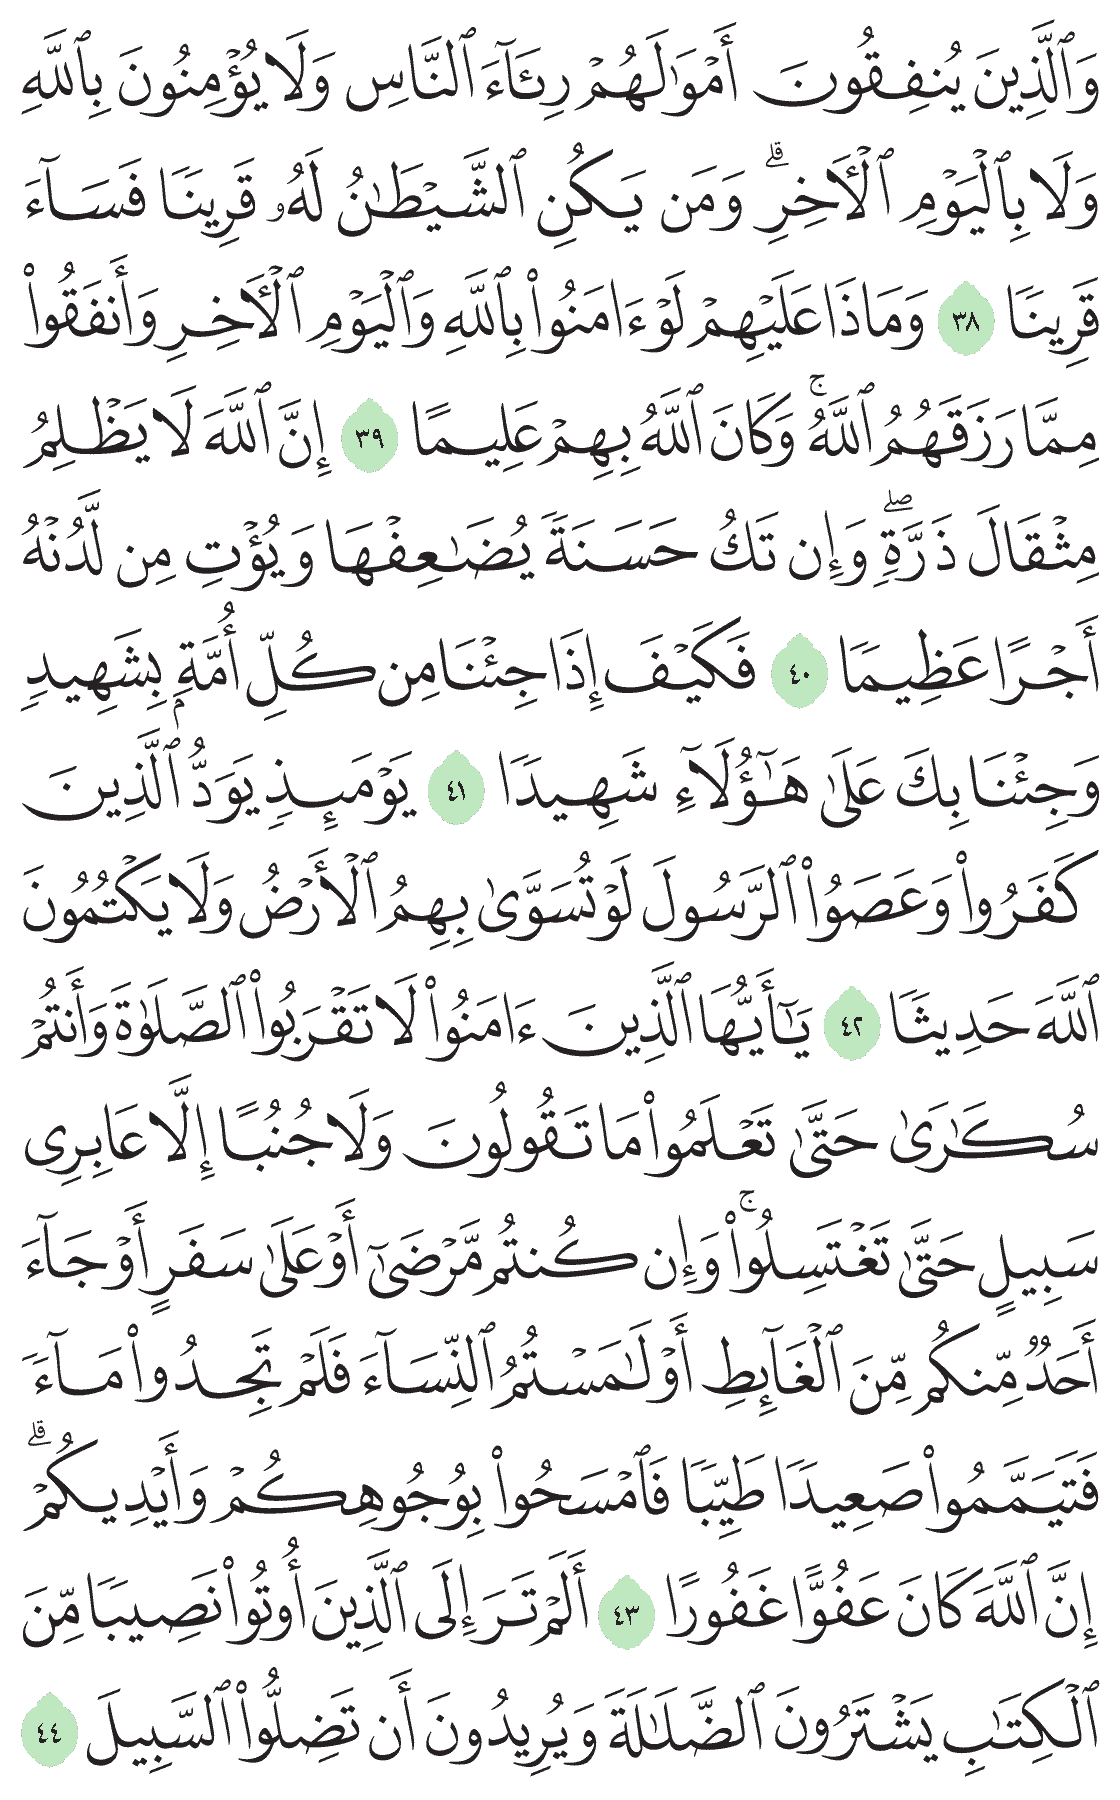 وَٱلَّذِينَ يُنفِقُونَ أَمْوَٰلَهُمْ رِئَآءَ ٱلنَّاسِ وَلَا يُؤْمِنُونَ بِٱللَّهِ
وَلَا بِٱلْيَوْمِ ٱلْأَخِرِۗ وَمَن يَكُنِ ٱلشَّيْطَٰنُ لَهُۥ قَرِينًا فَسَآءَ
قَرِينًا ٣٨ وَمَاذَا عَلَيْهِمْ لَوْ ءَامَنُوا۟ بِٱللَّهِ وَٱلْيَوْمِ ٱلْأَخِرِ وَأَنفَقُوا۟
مِمَّا رَزَقَهُمُ ٱللَّهُۚ وَكَانَ ٱللَّهُ بِهِمْ عَلِيمًا ٣٩ إِنَّ ٱللَّهَ لَا يَظْلِمُ
مِثْقَالَ ذَرَّةٍۖ وَإِن تَكُ حَسَنَةً يُضَٰعِفْهَا وَيُؤْتِ مِن لَّدُنْهُ
أَجْرًا عَظِيمًا ٤٠ فَكَيْفَ إِذَا جِئْنَا مِن كُلِّ أُمَّةٍۭ بِشَهِيدٍ
وَجِئْنَا بِكَ عَلَىٰ هَٰٓؤُلَآءِ شَهِيدًا ٤١ يَوْمَئِذٍ يَوَدُّ ٱلَّذِينَ
كَفَرُوا۟ وَعَصَوُا۟ ٱلرَّسُولَ لَوْ تُسَوَّىٰ بِهِمُ ٱلْأَرْضُ وَلَا يَكْتُمُونَ
ٱللَّهَ حَدِيثًا ٤٢ يَٰٓأَيُّهَا ٱلَّذِينَ ءَامَنُوا۟ لَا تَقْرَبُوا۟ ٱلصَّلَوٰةَ وَأَنتُمْ
سُكَٰرَىٰ حَتَّىٰ تَعْلَمُوا۟ مَا تَقُولُونَ وَلَا جُنُبًا إِلَّا عَابِرِى
سَبِيلٍ حَتَّىٰ تَغْتَسِلُوا۟ۚ وَإِن كُنتُم مَّرْضَىٰٓ أَوْ عَلَىٰ سَفَرٍ أَوْ جَآءَ
أَحَدٌ مِّنكُم مِّنَ ٱلْغَآئِطِ أَوْ لَٰمَسْتُمُ ٱلنِّسَآءَ فَلَمْ تَجِدُوا۟ مَآءً
فَتَيَمَّمُوا۟ صَعِيدًا طَيِّبًا فَٱمْسَحُوا۟ بِوُجُوهِكُمْ وَأَيْدِيكُمْۗ
إِنَّ ٱللَّهَ كَانَ عَفُوًّا غَفُورًا ٤٣ أَلَمْ تَرَ إِلَى ٱلَّذِينَ أُوتُوا۟ نَصِيبًا مِّنَ
ٱلْكِتَٰبِ يَشْتَرُونَ ٱلضَّلَٰلَةَ وَيُرِيدُونَ أَن تَضِلُّوا۟ ٱلسَّبِيلَ ٤٤